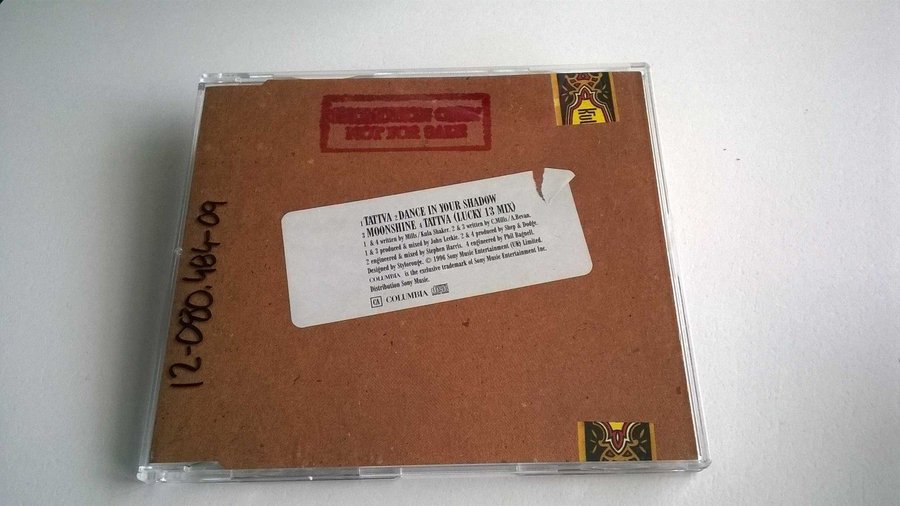 NOT FOR SALE
Kul
1 TATTVA 2 DANCE IN YOUR SHADOW
3 MOONSHINE 4 TATTVA (LUCKY 13 MIX)
1 & 4 written by Mills/Kula Shaker. 2 & 3 written by C.Mills/A.Bevan.
1 & 3 produced & mixed by John Leckie. 2 & 4 produced by Shep & Dodge.
2 engineered & mixed by Stephen Harris. 4 engineered by Phil Bagnell.
Designed by Stylorouge. © 1996 Sony Music Entertainment (UK) Limited.
COLUMBIA is the exclusive trademark of Sony Music Entertainment Inc.
Distribution Sony Music.
CA COLUMBIA
12-080.484-09